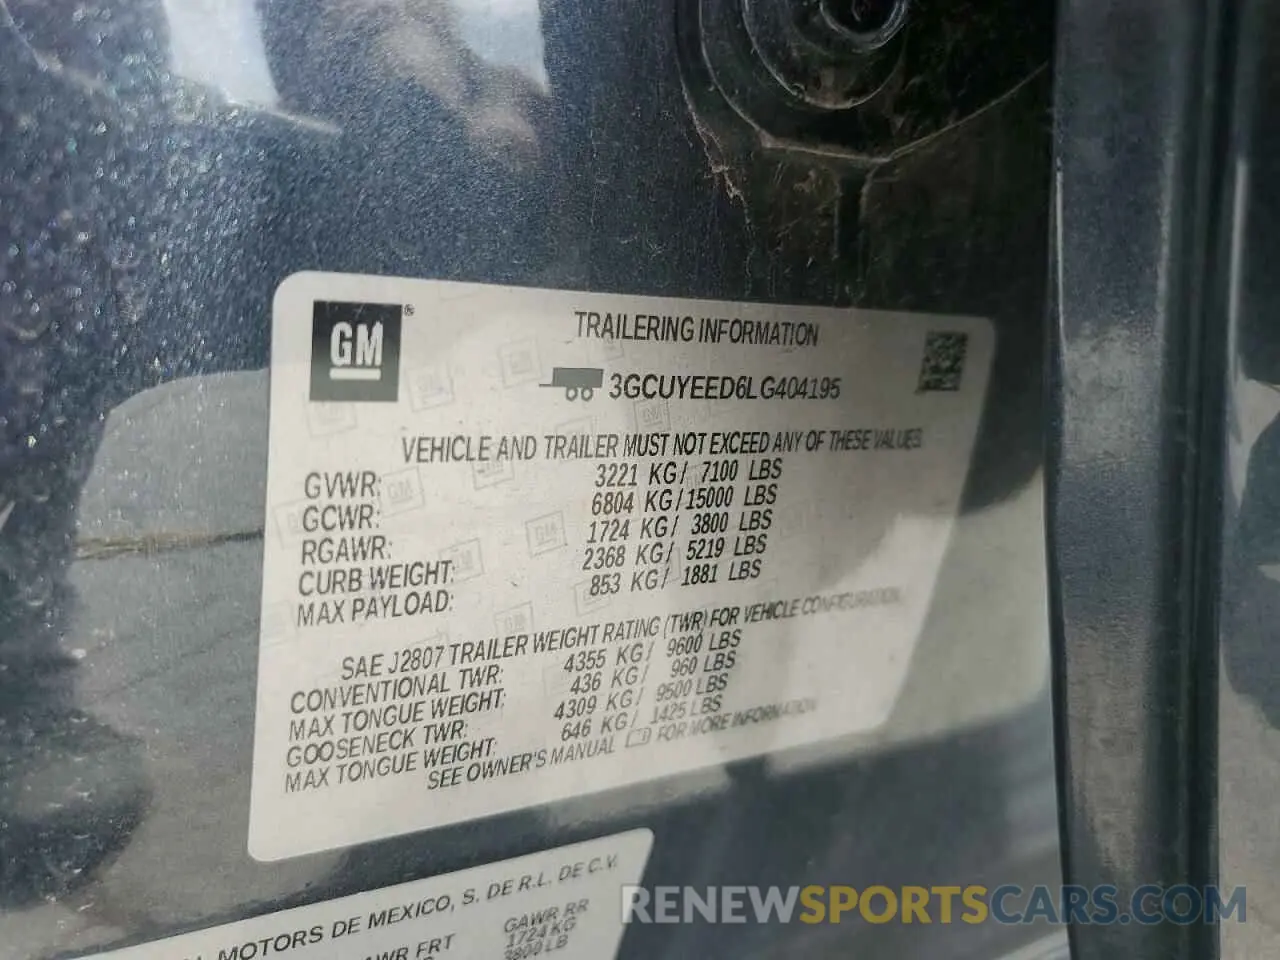 GM®
TRAILERING INFORMATION
3GCUYEED6LG404195
VEHICLE AND TRAILER MUST NOT EXCEED ANY OF THESE VALUES.
GVWR: 3221 KG/ 7100 LBS
GCWR: 6804 KG/15000 LBS
RGAWR: 1724 KG/ 3800 LBS
CURB WEIGHT: 2368 KG/ 5219 LBS
MAX PAYLOAD: 853 KG/ 1881 LBS
SAE J2807 TRAILER WEIGHT RATING (TWR) FOR VEHICLE CONFIGURATION.
CONVENTIONAL TWR: 4355 KG/ 9600 LBS
MAX TONGUE WEIGHT: 436 KG/ 960 LBS
GOOSENECK TWR: 4309 KG/ 9500 LBS
MAX TONGUE WEIGHT: 646 KG/ 1425 LBS
SEE OWNER'S MANUAL FOR MORE INFORMATION
MOTORS DE MEXICO, S. DE R.L. DE C.V.
FRT GAWR RR
1724 KG
3800 LB
RENEWSPORTSCARS.COM